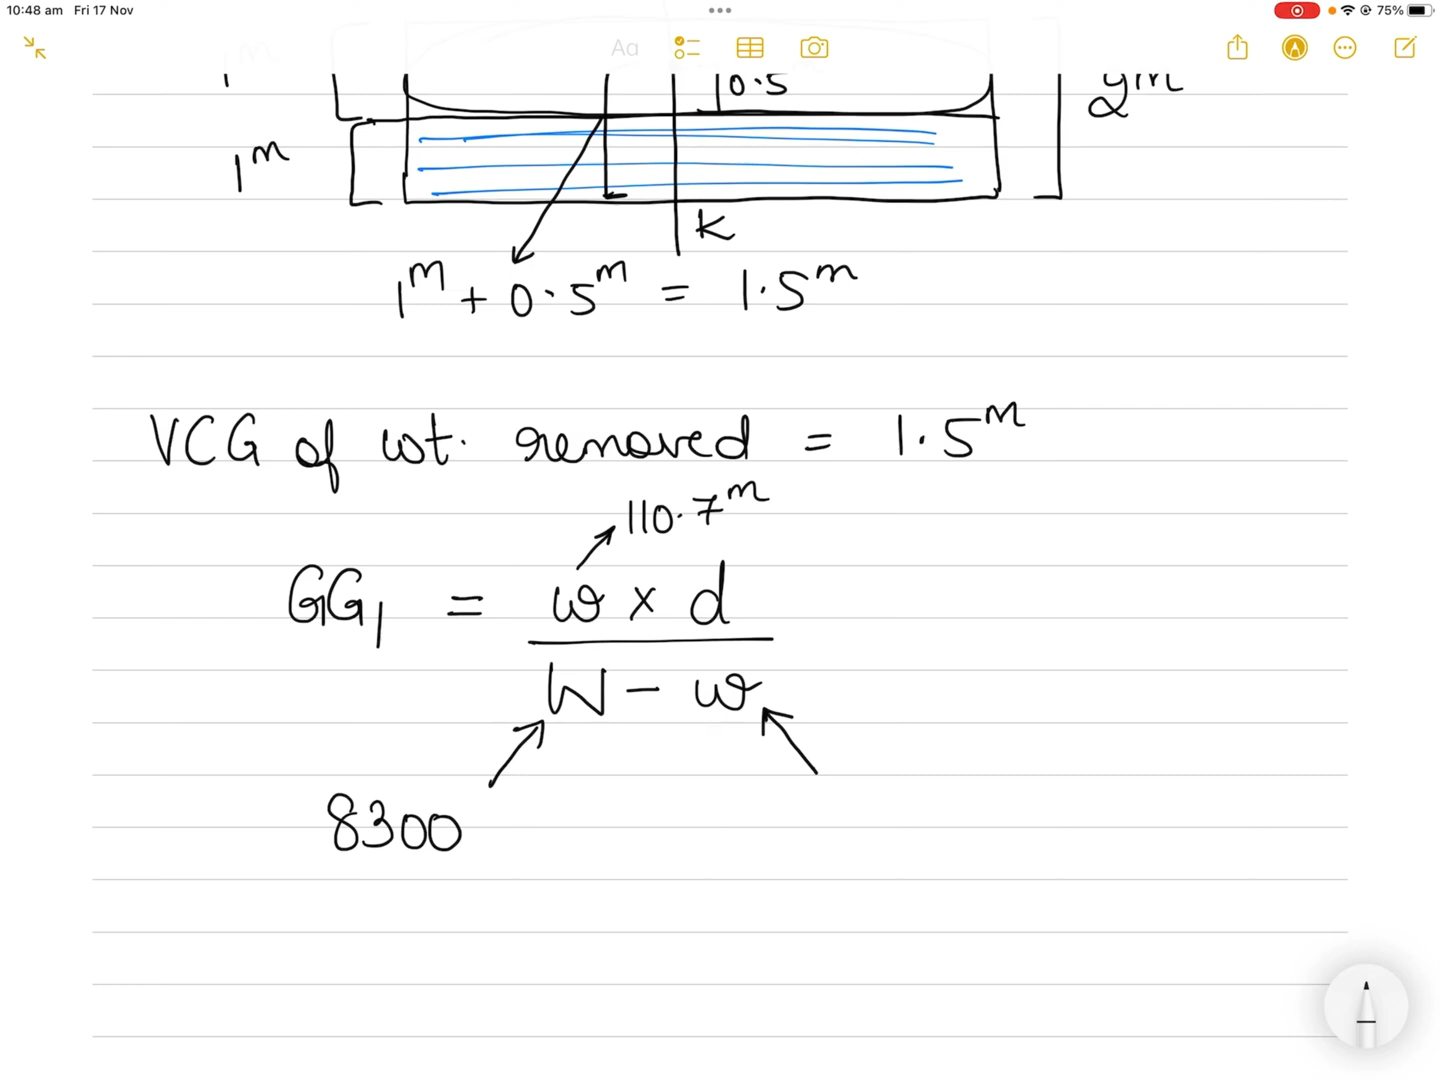 10:48 am Fri 17 Nov
75%
Aa
0.5
2m
1m
K
1m + 0.5m = 1.5m
VCG of wt. removed = 1.5m
110.7m
GG1 = w x d
W - w
8300